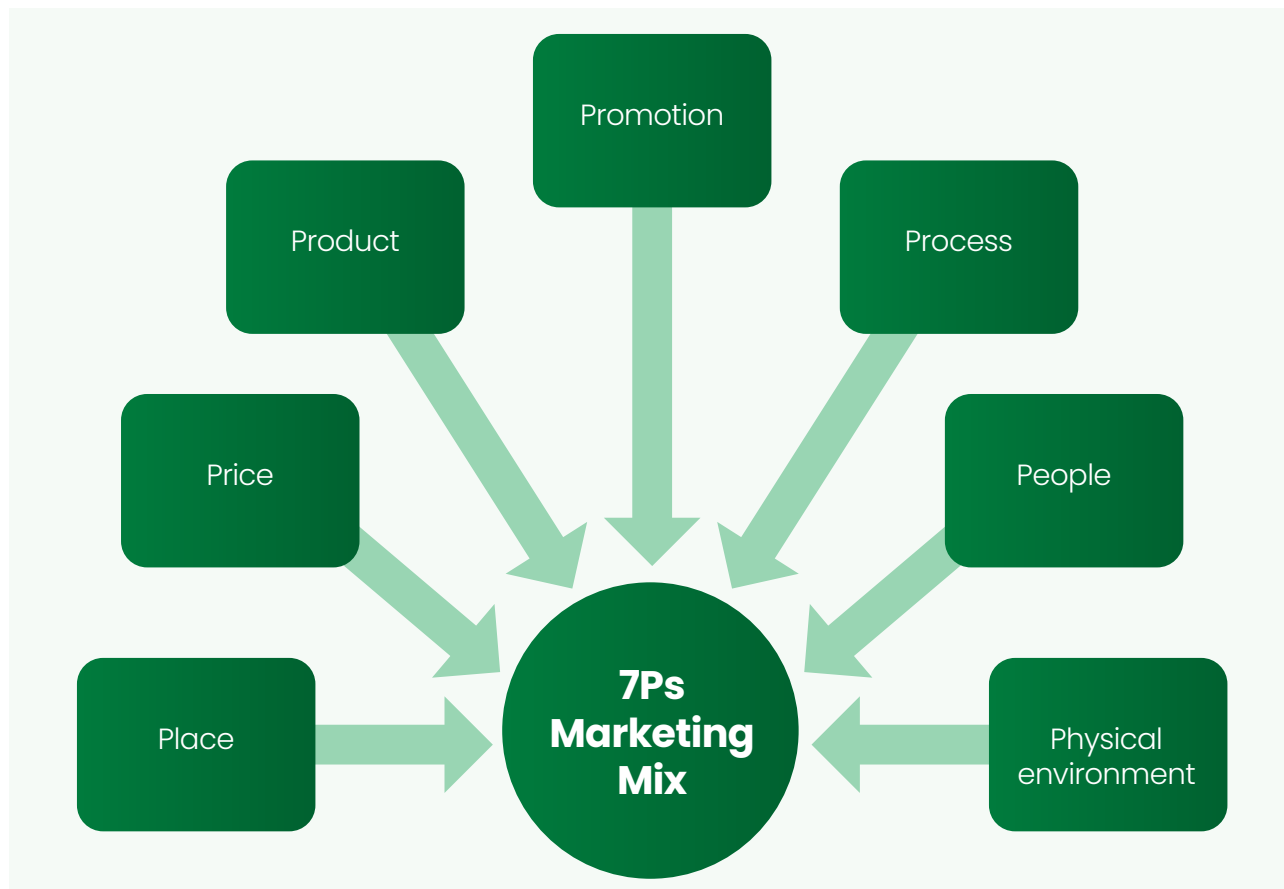 Promotion
Product
Process
Price
People
7Ps
Marketing
Mix
Place
Physical
environment